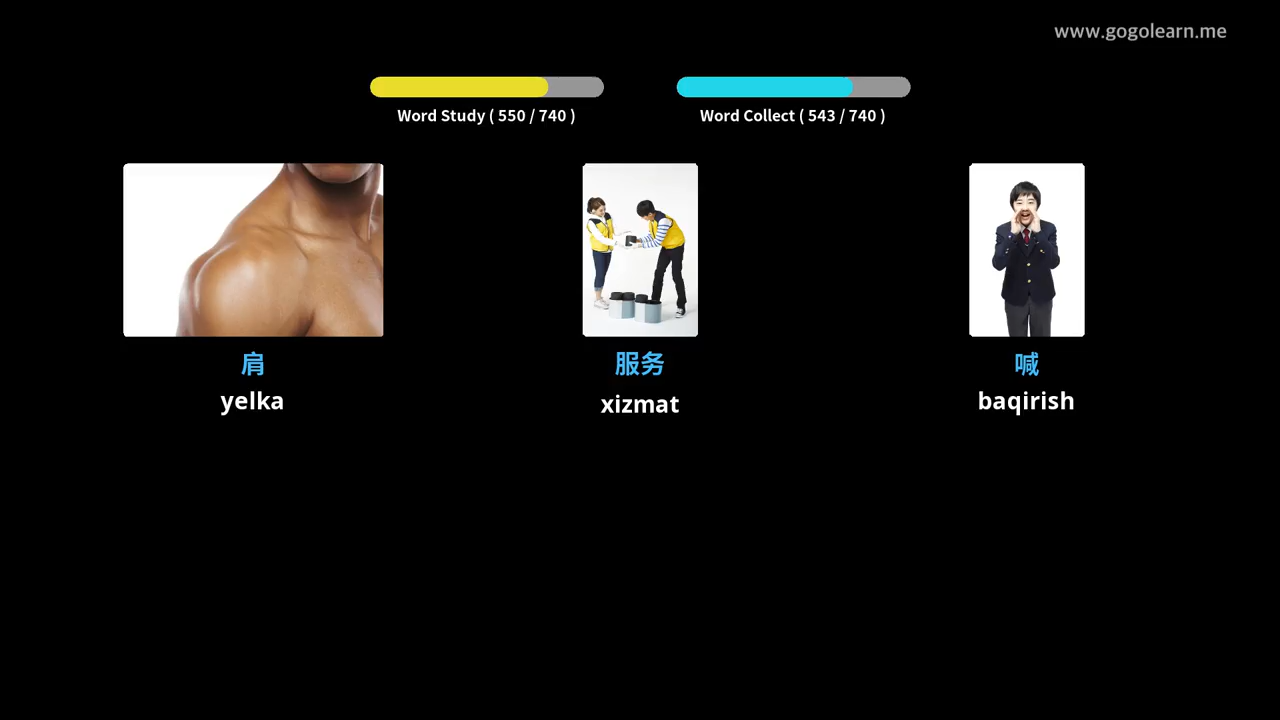 www.gogolearn.me
Word Study ( 550 / 740 )
Word Collect ( 543 / 740 )
肩
服务
喊
yelka
xizmat
baqirish